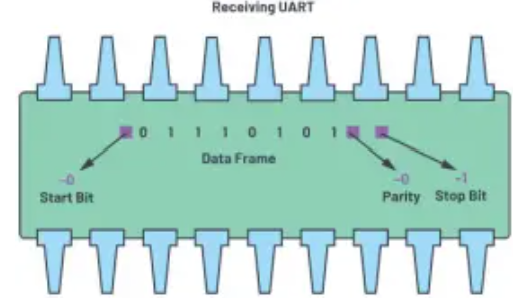 Receiving UART
0 1 1 1 0 1 0 1
Data Frame
-0 -0 -1
Start Bit Parity Stop Bit